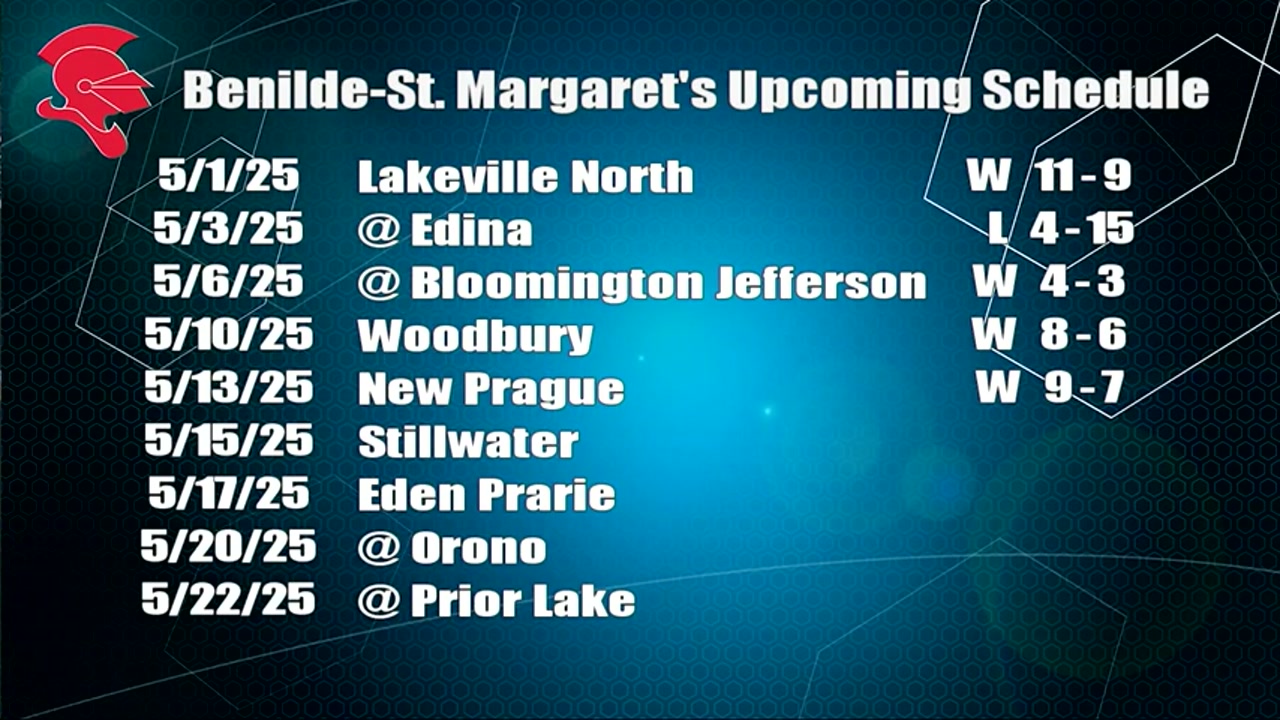 Benilde-St. Margaret's Upcoming Schedule
5/1/25 Lakeville North W 11-9
5/3/25 @ Edina L 4-15
5/6/25 @ Bloomington Jefferson W 4-3
5/10/25 Woodbury W 8-6
5/13/25 New Prague W 9-7
5/15/25 Stillwater
5/17/25 Eden Prarie
5/20/25 @ Orono
5/22/25 @ Prior Lake